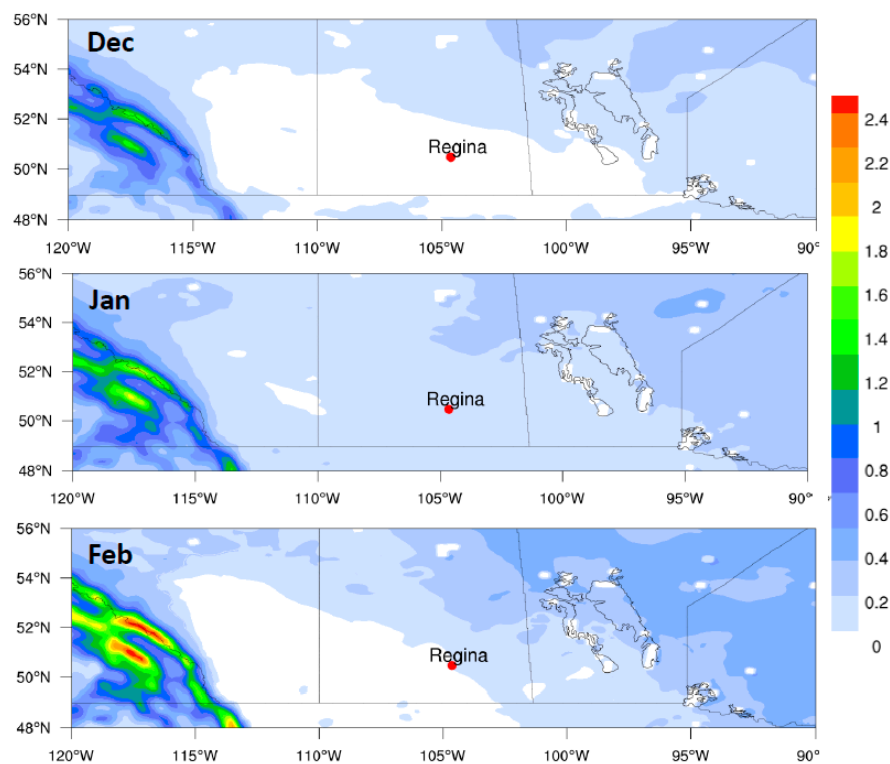 56°N
Dec
54°N
52°N
Regina
50°N
48°N
120°W 115°W 110°W 105°W 100°W 95°W 90°
56°N
Jan
54°N
52°N
Regina
50°N
48°N
120°W 115°W 110°W 105°W 100°W 95°W 90°W
56°N
Feb
54°N
52°N
Regina
50°N
48°N
120°W 115°W 110°W 105°W 100°W 95°W 90°
2.4
2.2
2
1.8
1.6
1.4
1.2
1
0.8
0.6
0.4
0.2
0